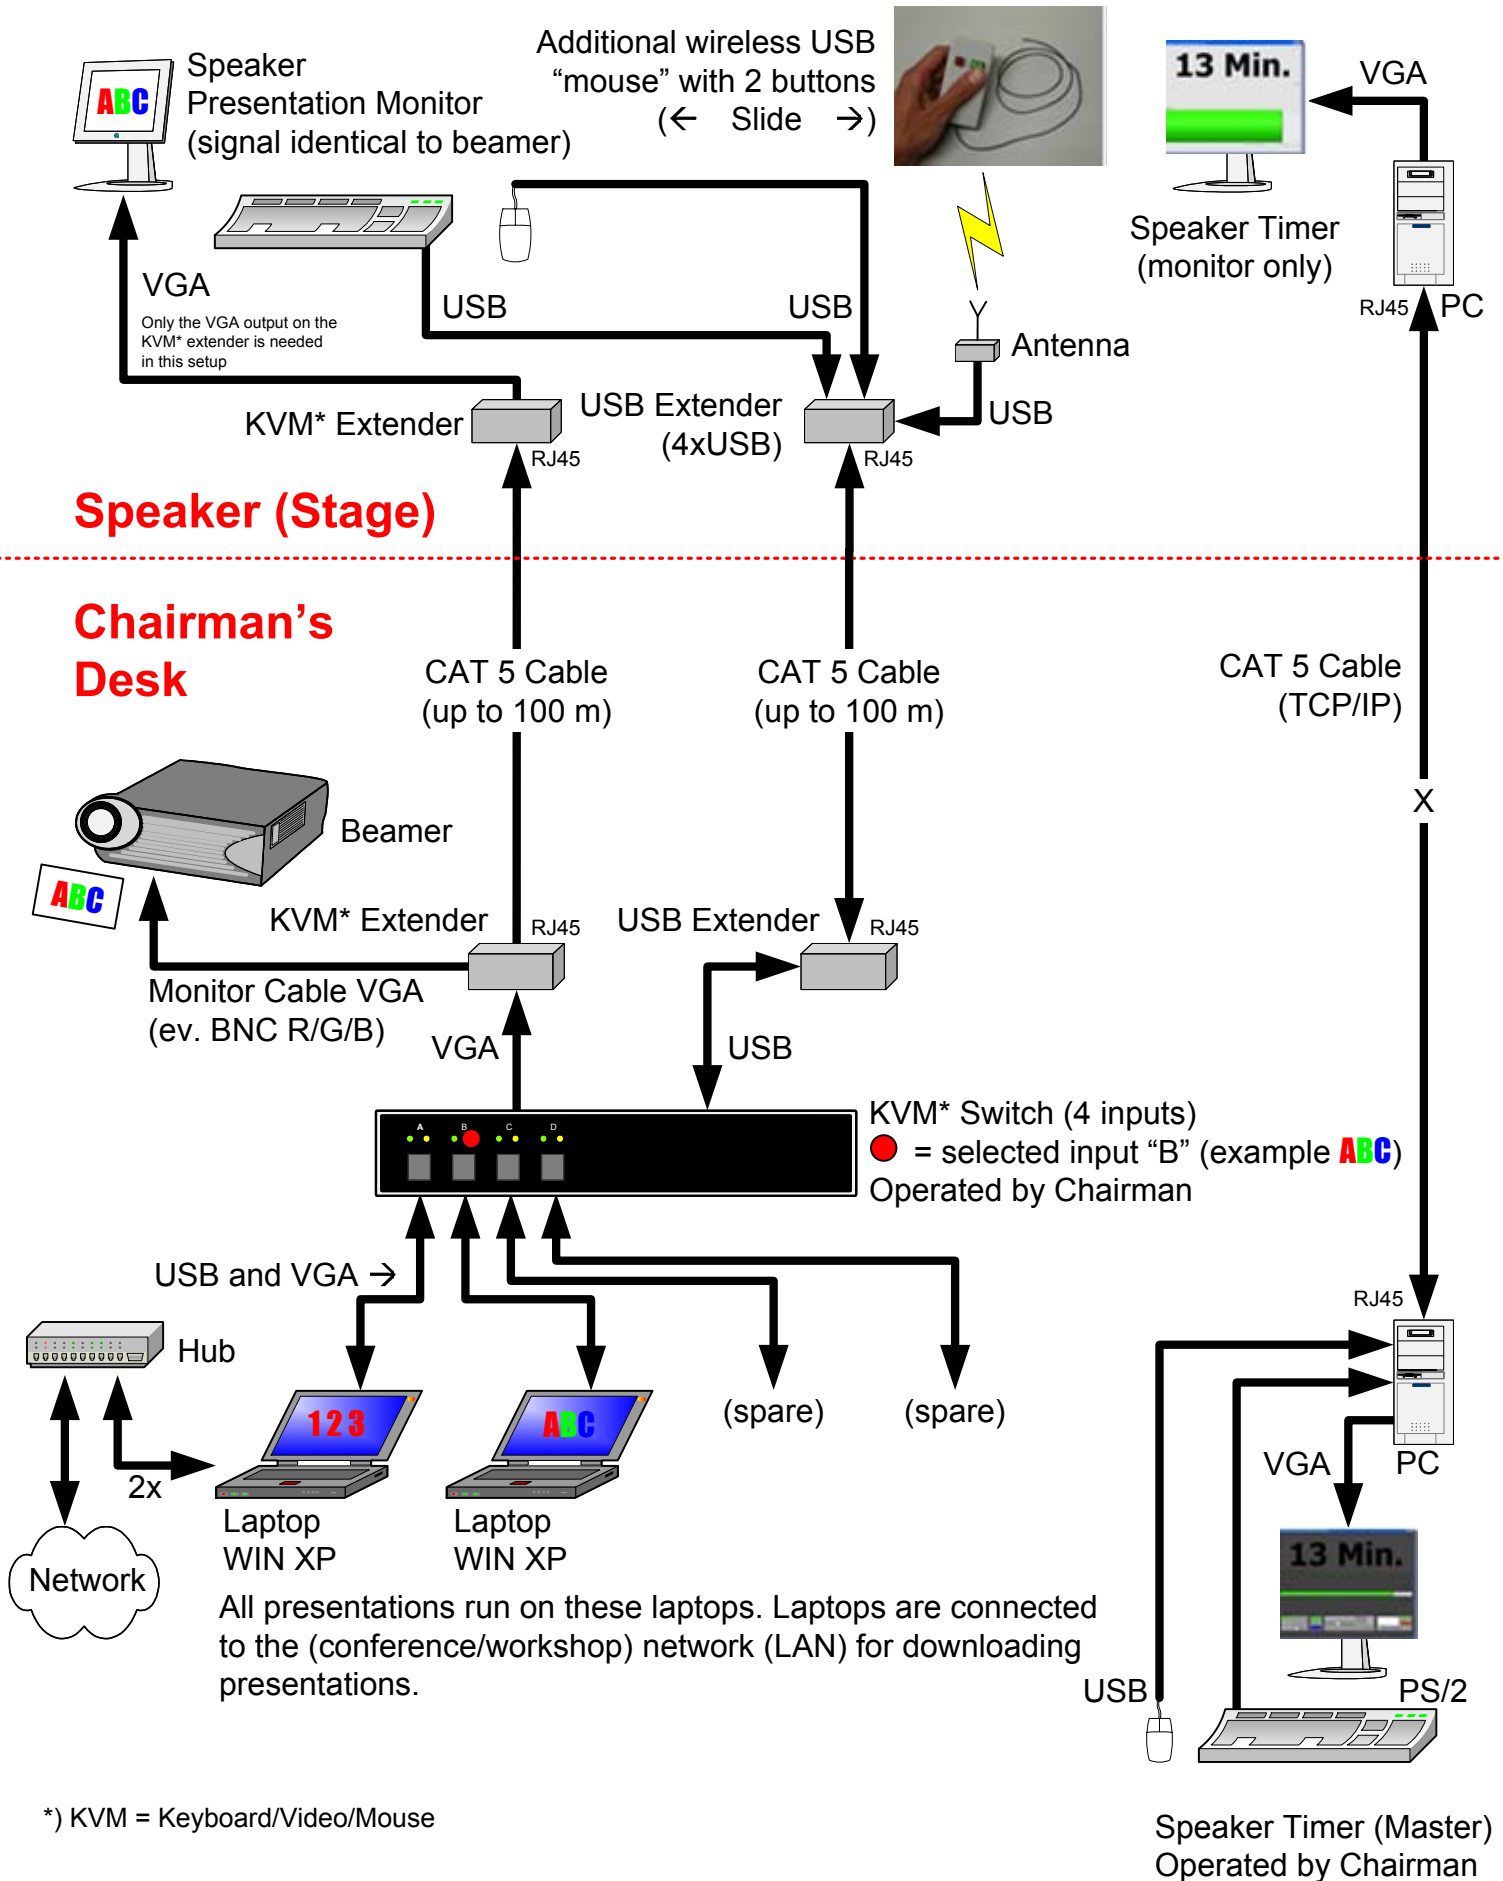 Speaker
Presentation Monitor
(signal identical to beamer)
ABC
Additional wireless USB
“mouse” with 2 buttons
(← Slide →)
13 Min.
VGA
Speaker Timer
(monitor only)
RJ45
PC
VGA
Only the VGA output on the
KVM* extender is needed
in this setup
USB
USB
Antenna
USB
KVM* Extender
RJ45
USB Extender
(4xUSB)
RJ45
Speaker (Stage)
Chairman’s
Desk
CAT 5 Cable
(up to 100 m)
CAT 5 Cable
(up to 100 m)
CAT 5 Cable
(TCP/IP)
X
Beamer
ABC
KVM* Extender
RJ45
USB Extender
RJ45
Monitor Cable VGA
(ev. BNC R/G/B)
VGA
USB
A B C D
KVM* Switch (4 inputs)
= selected input “B” (example ABC)
Operated by Chairman
USB and VGA →
Hub
2x
Network
123
ABC
(spare)
(spare)
Laptop
WIN XP
Laptop
WIN XP
All presentations run on these laptops. Laptops are connected
to the (conference/workshop) network (LAN) for downloading
presentations.
RJ45
VGA
PC
13 Min.
USB
PS/2
*) KVM = Keyboard/Video/Mouse
Speaker Timer (Master)
Operated by Chairman